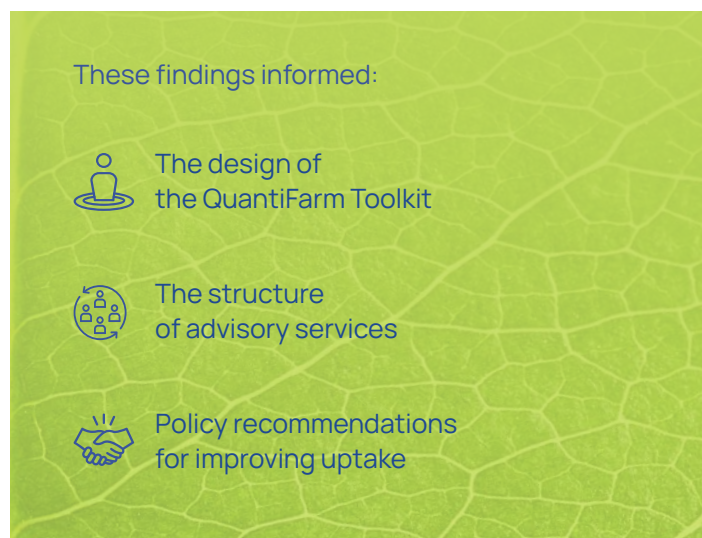 These findings informed:
The design of
the QuantiFarm Toolkit
The structure
of advisory services
Policy recommendations
for improving uptake